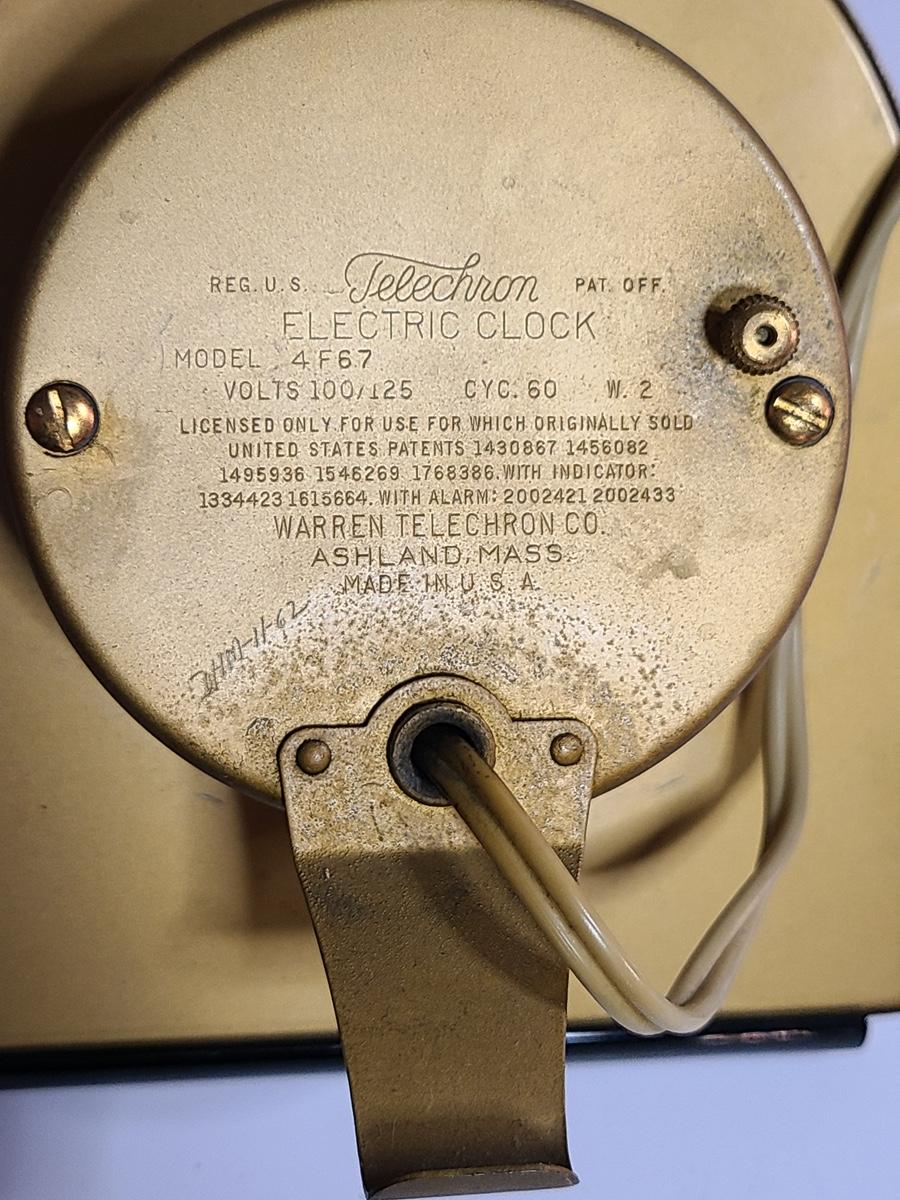 REG. U.S. Telechron PAT. OFF.
ELECTRIC CLOCK
MODEL 4F67
VOLTS 100/125 CYC. 60 W. 2
LICENSED ONLY FOR USE FOR WHICH ORIGINALLY SOLD
UNITED STATES PATENTS 1430867 1456082
1495936 1546269 1768386. WITH INDICATOR:
1334423 1615664. WITH ALARM: 2002421 2002433
WARREN TELECHRON CO.
ASHLAND, MASS.
MADE IN U.S.A.